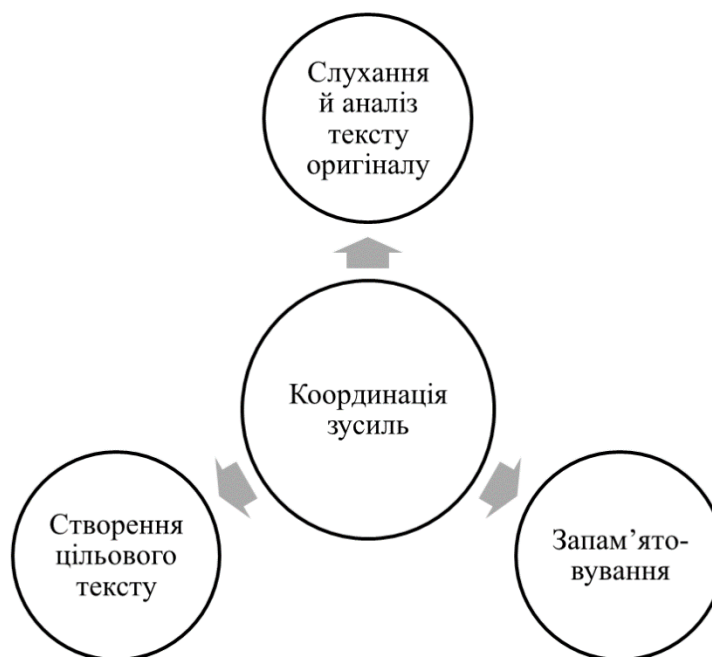 Слухання
й аналіз
тексту
оригіналу
Координація
зусиль
Створення
цільового
тексту
Запам’ято-
вування